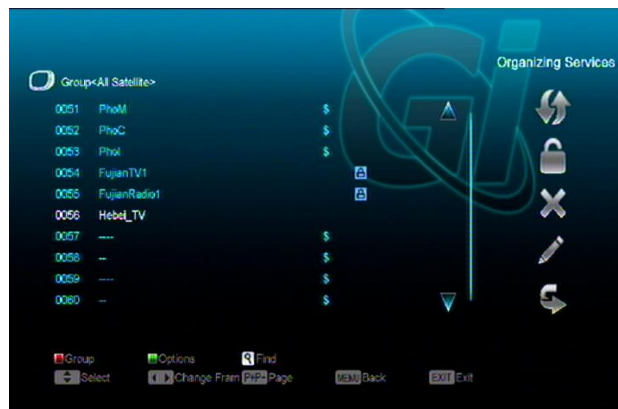 Organizing Services
Group<All Satellite>
0051 PhoM $
0052 PhoC $
0053 PhoI $
0054 FujianTV1
0055 FujianRadio1
0056 Hebei_TV
0057 ---- $
0058 -- $
0059 ---- $
0060 -- $
Group Options Find
Select Change Fram P-/P+ Page MENU Back EXIT Exit